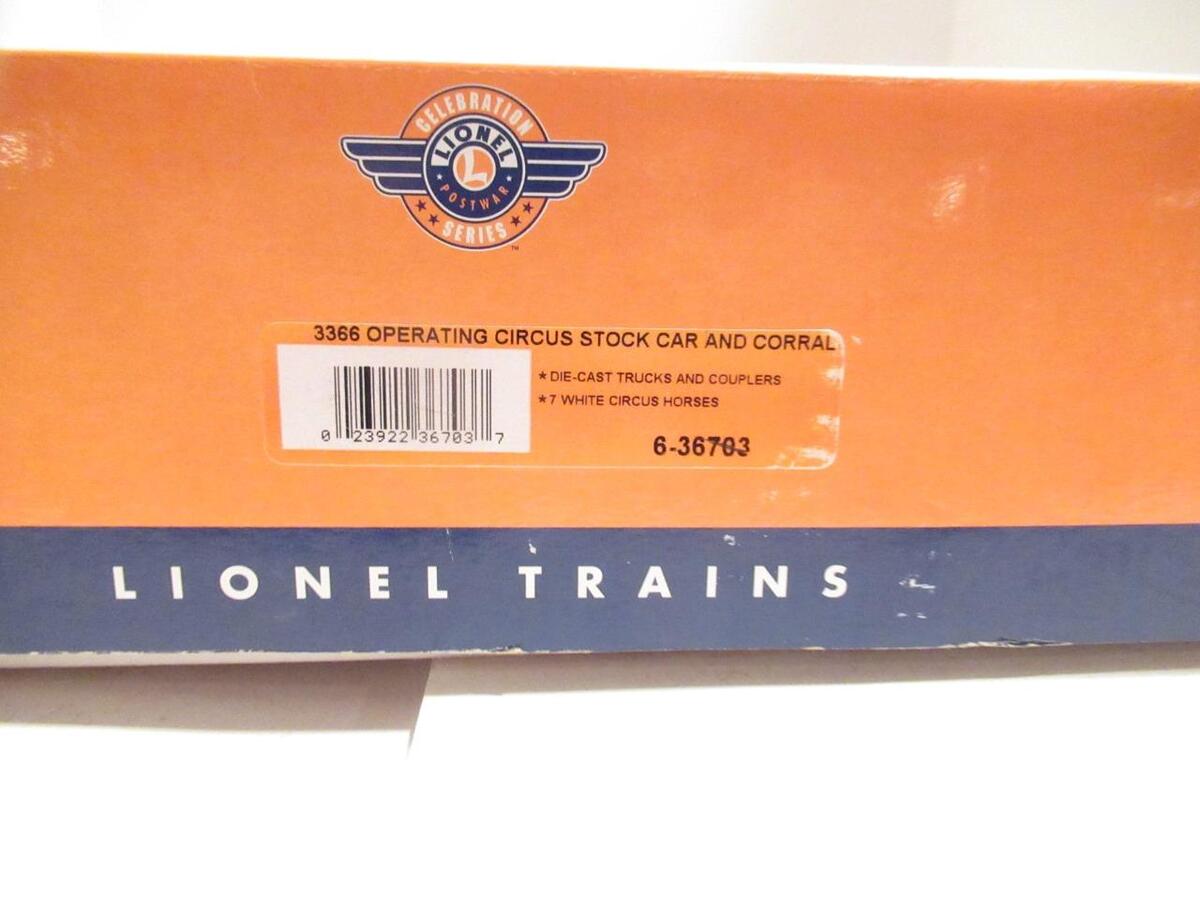 CELEBRATION
LIONEL
L
POSTWAR
SERIES
™
3366 OPERATING CIRCUS STOCK CAR AND CORRAL
* DIE-CAST TRUCKS AND COUPLERS
* 7 WHITE CIRCUS HORSES
0 23922 36703 7
6-36703
LIONEL TRAINS